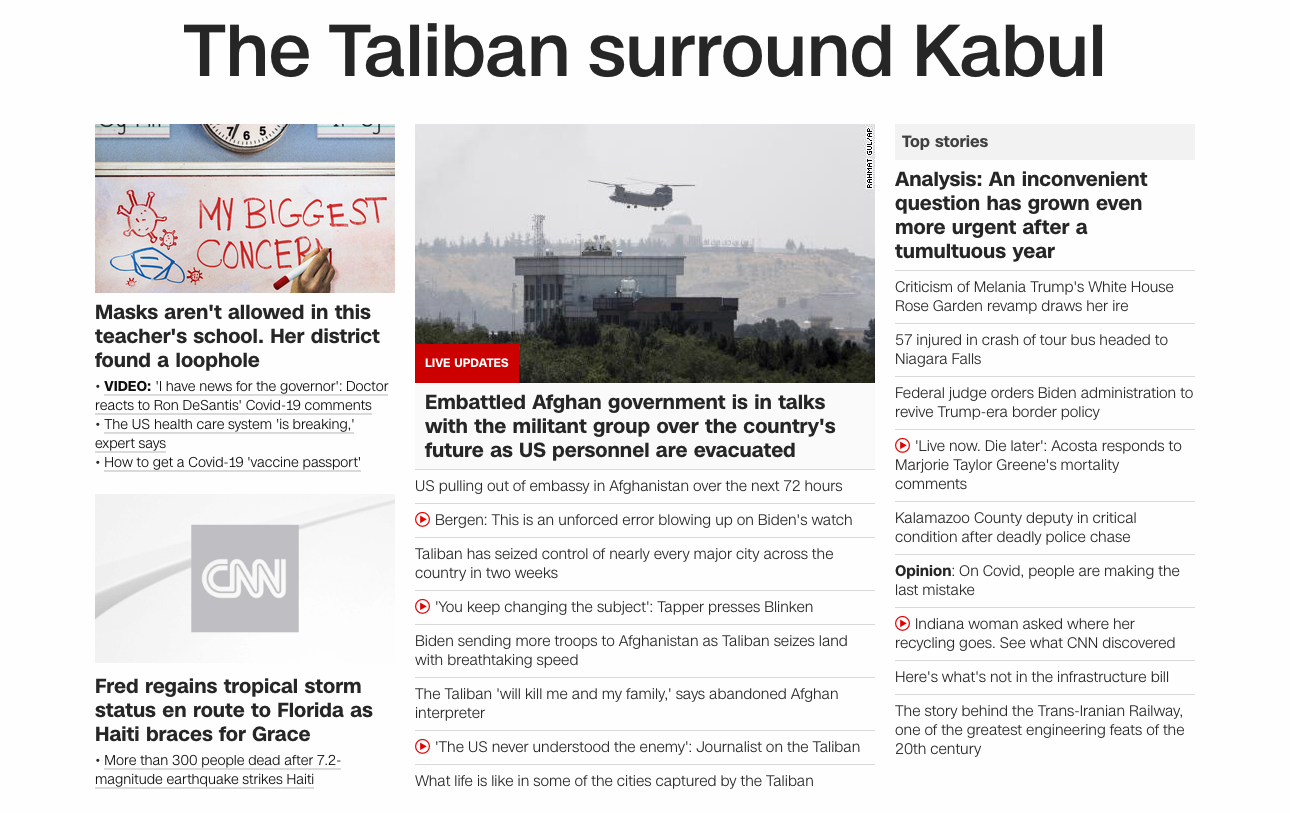 The Taliban surround Kabul
7 6 5
MY BIGGEST
CONCERN
Masks aren't allowed in this
teacher's school. Her district
found a loophole
• VIDEO: 'I have news for the governor': Doctor
reacts to Ron DeSantis' Covid-19 comments
• The US health care system 'is breaking,'
expert says
• How to get a Covid-19 'vaccine passport'
CNN
Fred regains tropical storm
status en route to Florida as
Haiti braces for Grace
• More than 300 people dead after 7.2-
magnitude earthquake strikes Haiti
RAHMAT GUL/AP
LIVE UPDATES
Embattled Afghan government is in talks
with the militant group over the country's
future as US personnel are evacuated
US pulling out of embassy in Afghanistan over the next 72 hours
Bergen: This is an unforced error blowing up on Biden's watch
Taliban has seized control of nearly every major city across the
country in two weeks
'You keep changing the subject': Tapper presses Blinken
Biden sending more troops to Afghanistan as Taliban seizes land
with breathtaking speed
The Taliban 'will kill me and my family,' says abandoned Afghan
interpreter
'The US never understood the enemy': Journalist on the Taliban
What life is like in some of the cities captured by the Taliban
Top stories
Analysis: An inconvenient
question has grown even
more urgent after a
tumultuous year
Criticism of Melania Trump's White House
Rose Garden revamp draws her ire
57 injured in crash of tour bus headed to
Niagara Falls
Federal judge orders Biden administration to
revive Trump-era border policy
'Live now. Die later': Acosta responds to
Marjorie Taylor Greene's mortality
comments
Kalamazoo County deputy in critical
condition after deadly police chase
Opinion: On Covid, people are making the
last mistake
Indiana woman asked where her
recycling goes. See what CNN discovered
Here's what's not in the infrastructure bill
The story behind the Trans-Iranian Railway,
one of the greatest engineering feats of the
20th century